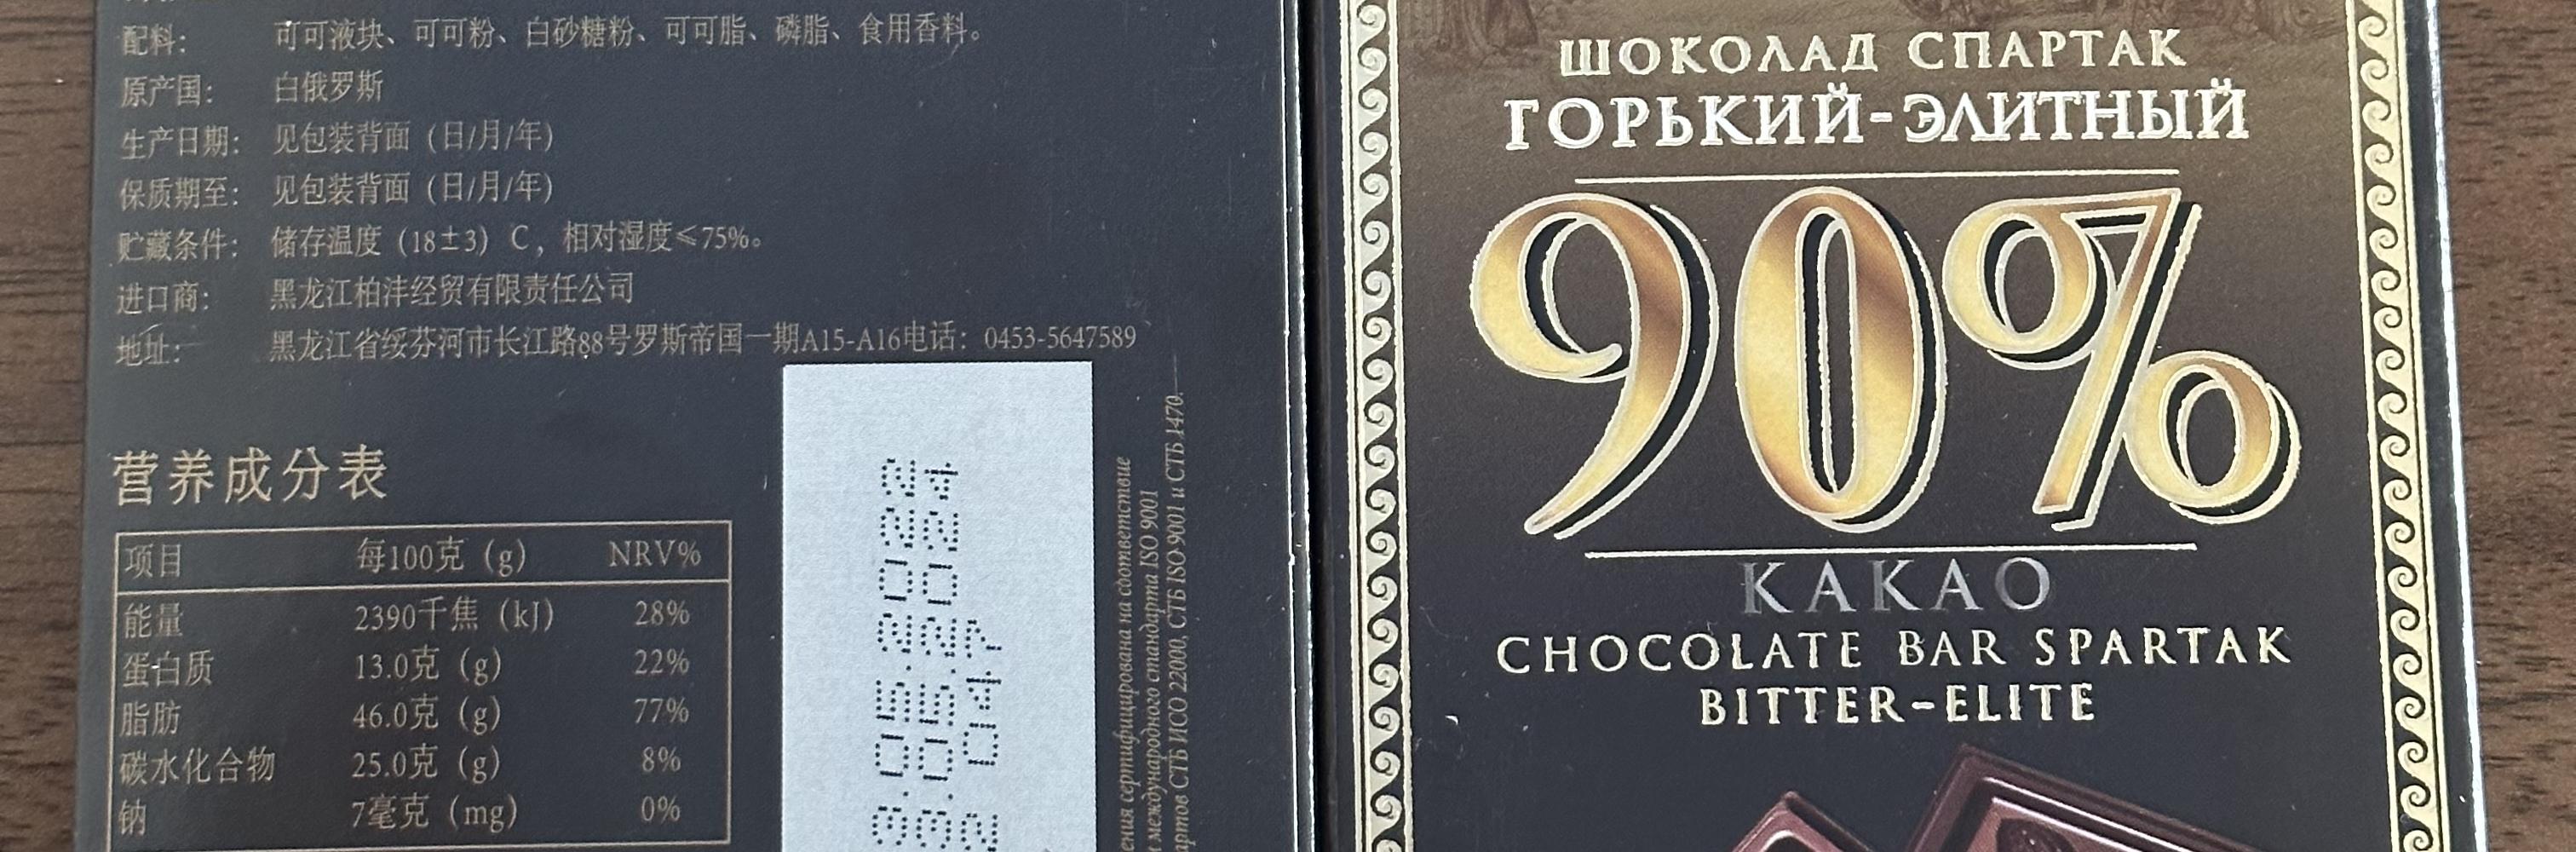 配料： 可可液块、可可粉、白砂糖粉、可可脂、磷脂、食用香料。
原产国： 白俄罗斯
生产日期： 见包装背面（日/月/年）
保质期至： 见包装背面（日/月/年）
贮藏条件： 储存温度（18±3）C，相对湿度≤75%。
进口商： 黑龙江柏沣经贸有限责任公司
地址： 黑龙江省绥芬河市长江路88号罗斯帝国一期A15-A16电话：0453-5647589
营养成分表
项目 每100克（g） NRV%
能量 2390千焦（kJ） 28%
蛋白质 13.0克（g） 22%
脂肪 46.0克（g） 77%
碳水化合物 25.0克（g） 8%
钠 7毫克（mg） 0%
3.05.2022
3.05.2024
ения сертифицирована на соответствие
и международного стандарта ISO 9001
артов СТБ ИСО 22000, СТБ ISO 9001 и СТБ 1470.
ШОКОЛАД СПАРТАК
ГОРЬКИЙ-ЭЛИТНЫЙ
90%
КАКАО
CHOCOLATE BAR SPARTAK
BITTER-ELITE